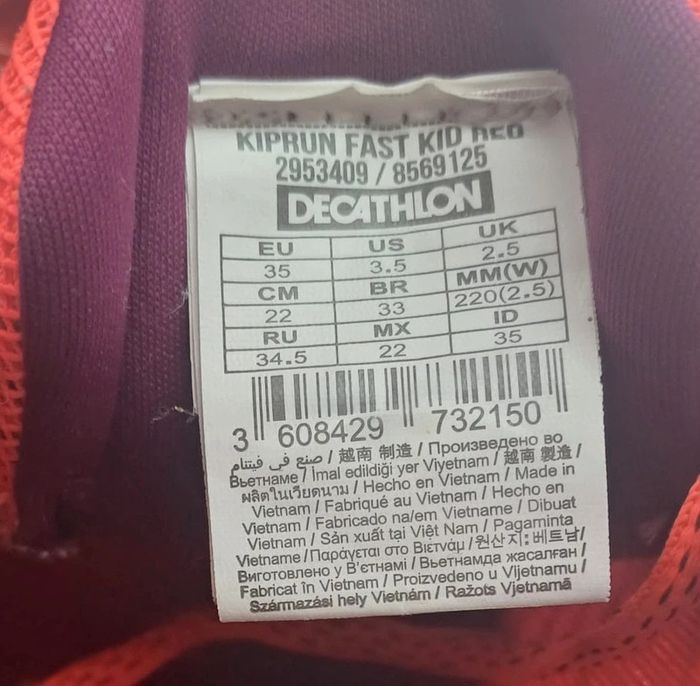 KIPRUN FAST KID RED
2953409 / 8569125
DECATHLON
EU US UK
35 3.5 2.5
CM BR MM(W)
22 33 220(2.5)
RU MX ID
34.5 22 35
3 608429 732150
صنع في فيتنام / 越南 制造 / Произведено во
Вьетнаме / İmal edildiği yer Viyetnam / 越南 製造 /
ผลิตในเวียดนาม / Hecho en Vietnam / Made in
Vietnam / Fabriqué au Vietnam / Hecho en
Vietnam / Fabricado na/em Vietname / Dibuat
Vietnam / Sản xuất tại Việt Nam / Pagaminta
Vietname / Παράγεται στο Βιετνάμ / 원산지: 베트남/
Виготовлено у В'єтнамі / Вьетнамда жасалған /
Fabricat în Vietnam / Proizvedeno u Vijetnamu /
Származási hely Vietnám / Ražots Vjetnamā